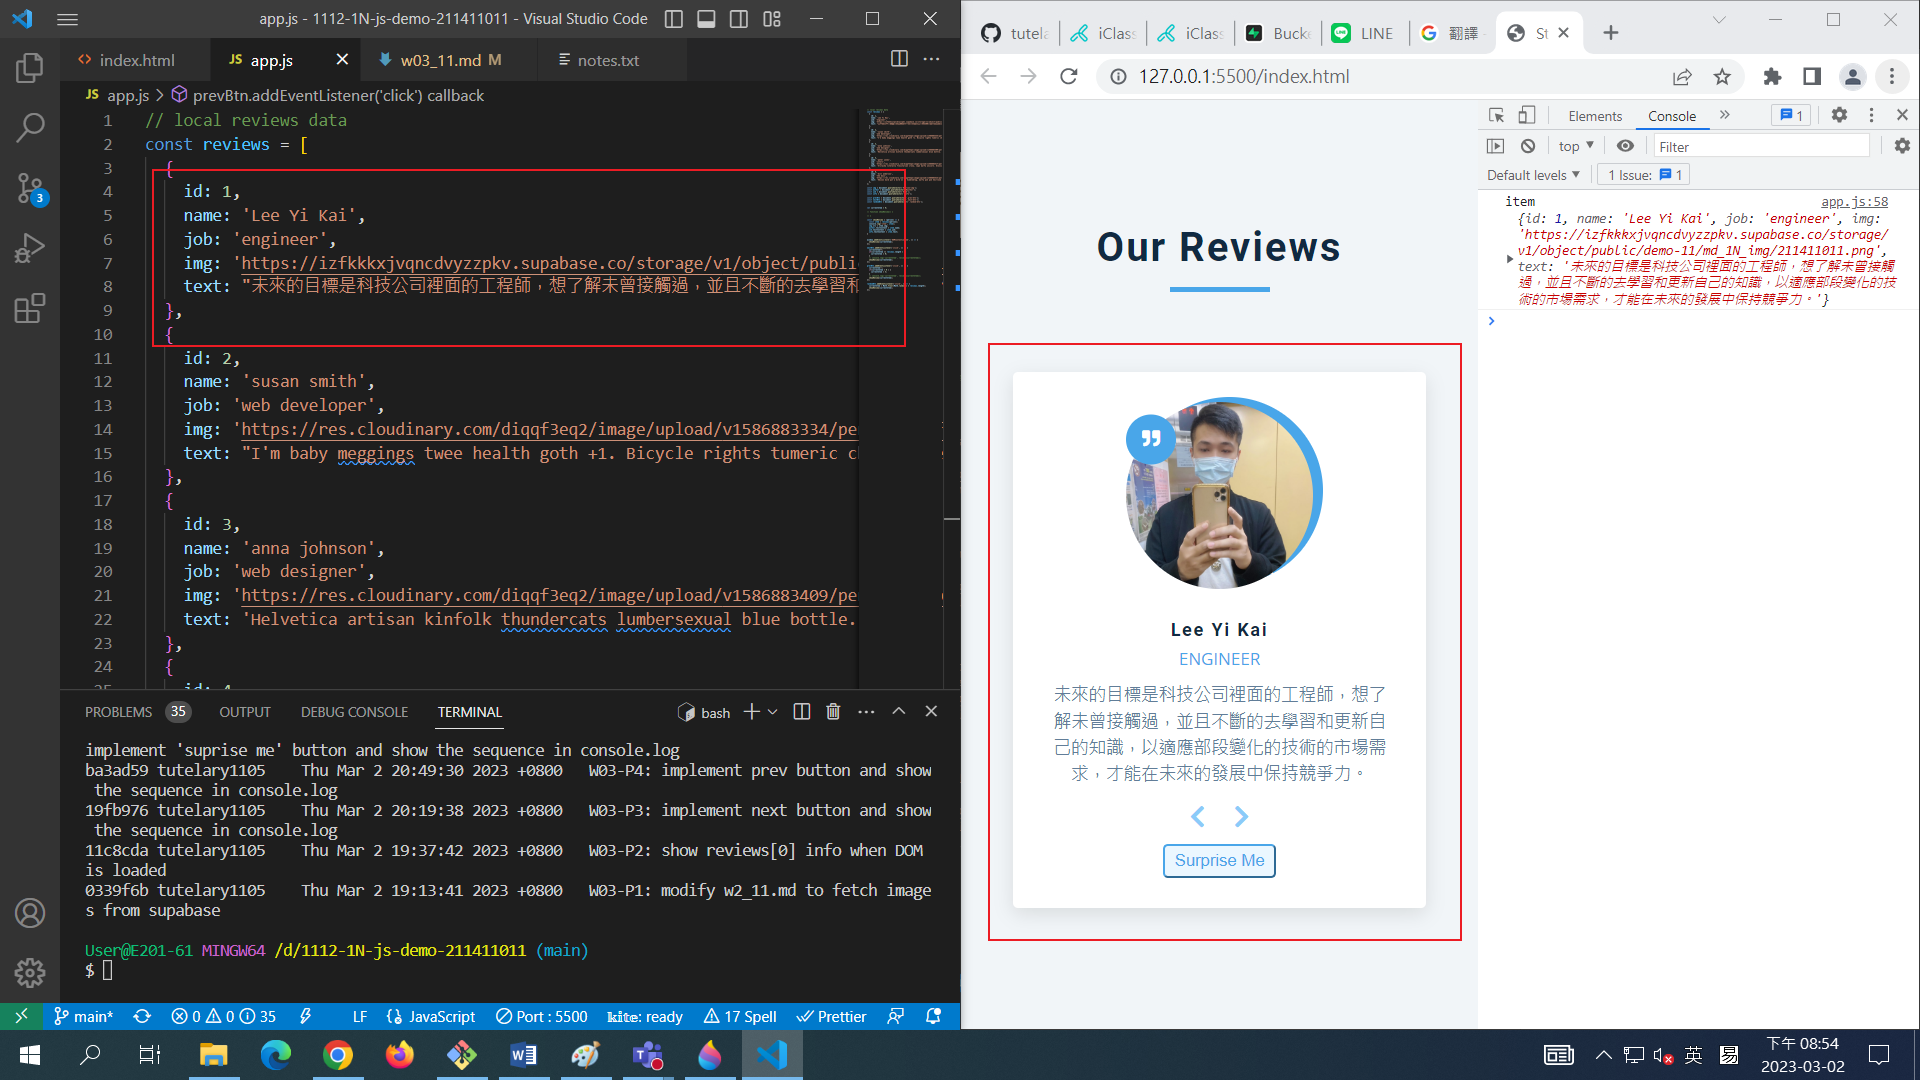 app.js - 1112-1N-js-demo-211411011 - Visual Studio Code
index.html
JS app.js
w03_11.md M
notes.txt
JS app.js > prevBtn.addEventListener('click') callback
1 // local reviews data
2 const reviews = [
3 {
4 id: 1,
5 name: 'Lee Yi Kai',
6 job: 'engineer',
7 img: 'https://izfkkkxjvqncdvyzzpkv.supabase.co/storage/v1/object/public
8 text: "未來的目標是科技公司裡面的工程師，想了解未曾接觸過，並且不斷的去學習和
9 },
10 {
11 id: 2,
12 name: 'susan smith',
13 job: 'web developer',
14 img: 'https://res.cloudinary.com/diqqf3eq2/image/upload/v1586883334/pe
15 text: "I'm baby meggings twee health goth +1. Bicycle rights tumeric c
16 },
17 {
18 id: 3,
19 name: 'anna johnson',
20 job: 'web designer',
21 img: 'https://res.cloudinary.com/diqqf3eq2/image/upload/v1586883409/pe
22 text: 'Helvetica artisan kinfolk thundercats lumbersexual blue bottle.
23 },
24 {
PROBLEMS 35 OUTPUT DEBUG CONSOLE TERMINAL bash
implement 'suprise me' button and show the sequence in console.log
ba3ad59 tutelary1105 Thu Mar 2 20:49:30 2023 +0800 W03-P4: implement prev button and show
the sequence in console.log
19fb976 tutelary1105 Thu Mar 2 20:19:38 2023 +0800 W03-P3: implement next button and show
the sequence in console.log
11c8cda tutelary1105 Thu Mar 2 19:37:42 2023 +0800 W03-P2: show reviews[0] info when DOM
is loaded
0339f6b tutelary1105 Thu Mar 2 19:13:41 2023 +0800 W03-P1: modify w2_11.md to fetch image
s from supabase
User@E201-61 MINGW64 /d/1112-1N-js-demo-211411011 (main)
$
3
main* 0 0 35 LF JavaScript Port : 5500 kite: ready 17 Spell Prettier
tutela
iClass
iClass
Bucke
LINE
翻譯
St
127.0.0.1:5500/index.html
Our Reviews
Lee Yi Kai
ENGINEER
未來的目標是科技公司裡面的工程師，想了
解未曾接觸過，並且不斷的去學習和更新自
己的知識，以適應部段變化的技術的市場需
求，才能在未來的發展中保持競爭力。
Surprise Me
Elements Console » 1
top Filter
Default levels 1 Issue: 1
item app.js:58
{id: 1, name: 'Lee Yi Kai', job: 'engineer', img:
'https://izfkkkxjvqncdvyzzpkv.supabase.co/storage/
v1/object/public/demo-11/md_1N_img/211411011.png',
text: '未來的目標是科技公司裡面的工程師，想了解未曾接觸
過，並且不斷的去學習和更新自己的知識，以適應部段變化的技
術的市場需求，才能在未來的發展中保持競爭力。'}
英
易
下午 08:54
2023-03-02